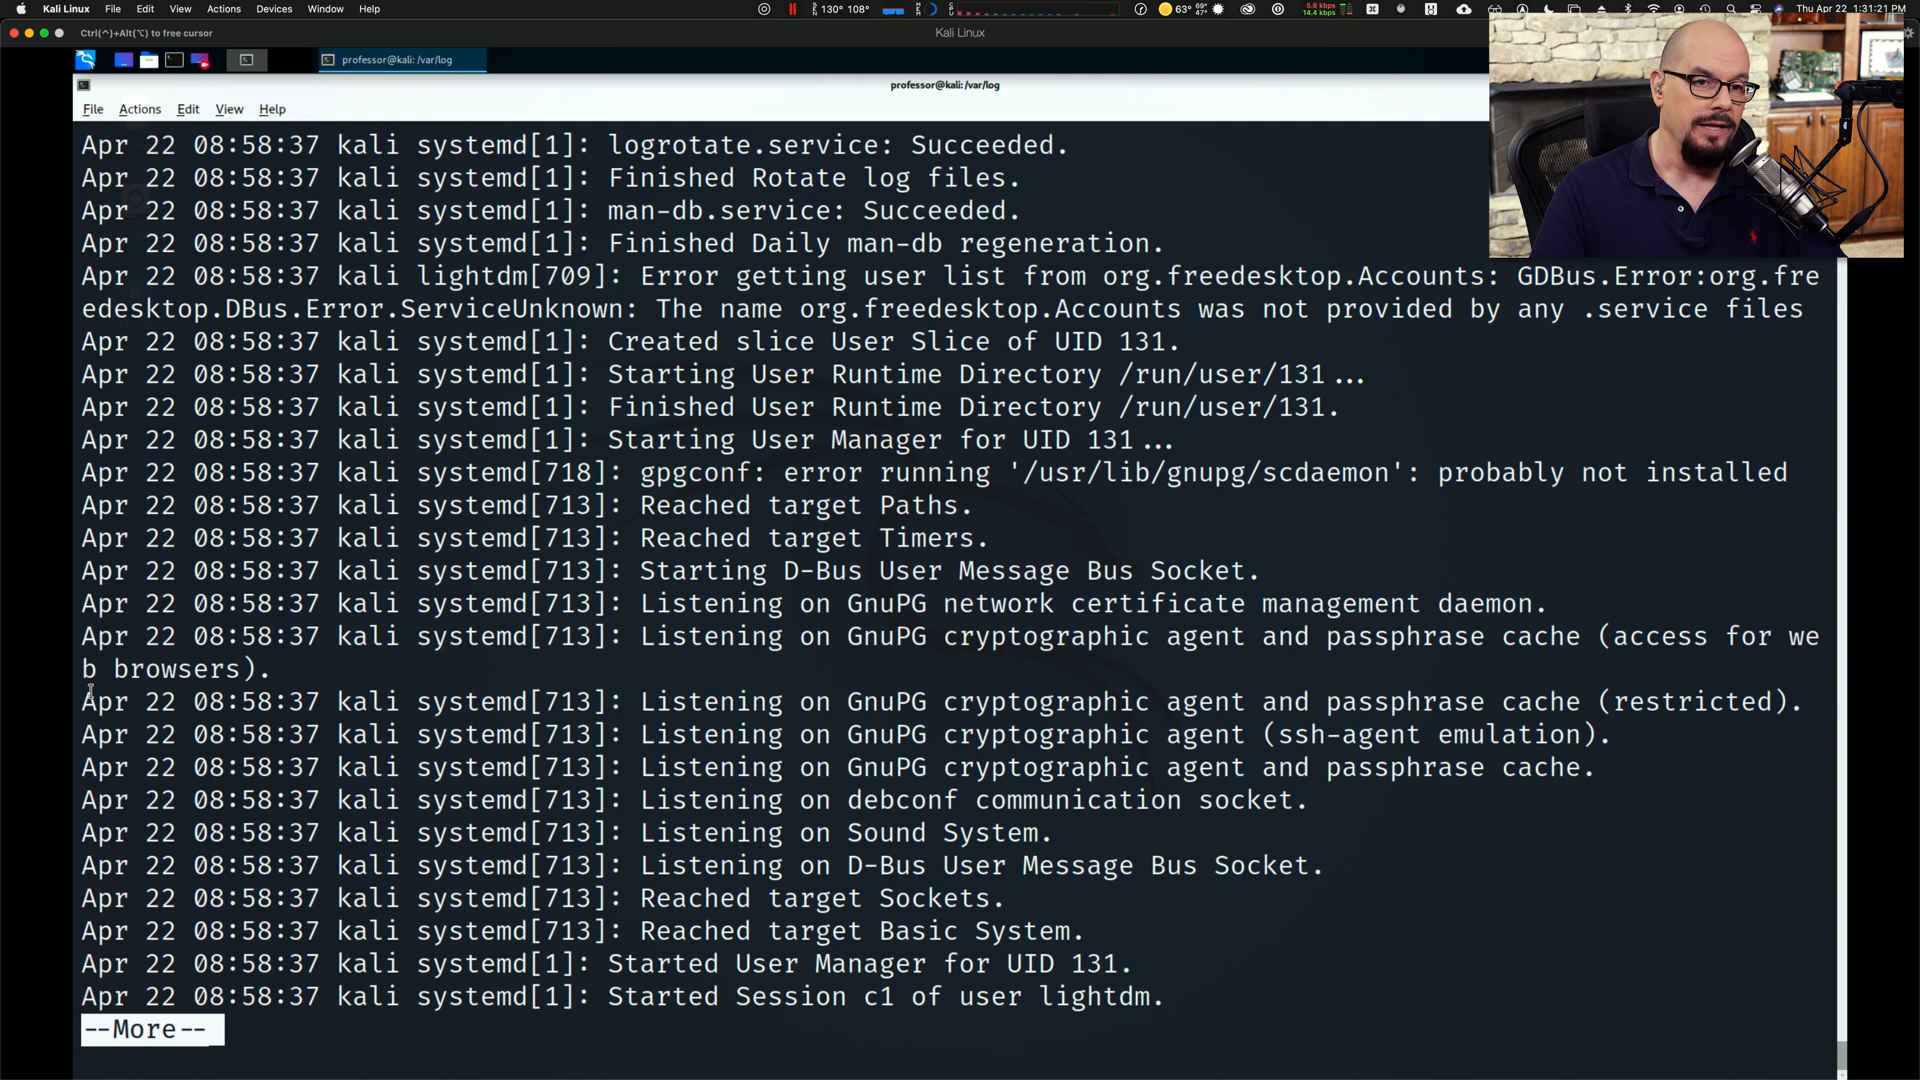 Kali Linux File Edit View Actions Devices Window Help
130° 108°
63°
5.8 kbps
14.4 kbps
Thu Apr 22 1:31:21 PM
Ctrl(^)+Alt(⌥) to free cursor
Kali Linux
professor@kali: /var/log
professor@kali: /var/log
File Actions Edit View Help
Apr 22 08:58:37 kali systemd[1]: logrotate.service: Succeeded.
Apr 22 08:58:37 kali systemd[1]: Finished Rotate log files.
Apr 22 08:58:37 kali systemd[1]: man-db.service: Succeeded.
Apr 22 08:58:37 kali systemd[1]: Finished Daily man-db regeneration.
Apr 22 08:58:37 kali lightdm[709]: Error getting user list from org.freedesktop.Accounts: GDBus.Error:org.fre
edesktop.DBus.Error.ServiceUnknown: The name org.freedesktop.Accounts was not provided by any .service files
Apr 22 08:58:37 kali systemd[1]: Created slice User Slice of UID 131.
Apr 22 08:58:37 kali systemd[1]: Starting User Runtime Directory /run/user/131...
Apr 22 08:58:37 kali systemd[1]: Finished User Runtime Directory /run/user/131.
Apr 22 08:58:37 kali systemd[1]: Starting User Manager for UID 131...
Apr 22 08:58:37 kali systemd[718]: gpgconf: error running '/usr/lib/gnupg/scdaemon': probably not installed
Apr 22 08:58:37 kali systemd[713]: Reached target Paths.
Apr 22 08:58:37 kali systemd[713]: Reached target Timers.
Apr 22 08:58:37 kali systemd[713]: Starting D-Bus User Message Bus Socket.
Apr 22 08:58:37 kali systemd[713]: Listening on GnuPG network certificate management daemon.
Apr 22 08:58:37 kali systemd[713]: Listening on GnuPG cryptographic agent and passphrase cache (access for we
b browsers).
Apr 22 08:58:37 kali systemd[713]: Listening on GnuPG cryptographic agent and passphrase cache (restricted).
Apr 22 08:58:37 kali systemd[713]: Listening on GnuPG cryptographic agent (ssh-agent emulation).
Apr 22 08:58:37 kali systemd[713]: Listening on GnuPG cryptographic agent and passphrase cache.
Apr 22 08:58:37 kali systemd[713]: Listening on debconf communication socket.
Apr 22 08:58:37 kali systemd[713]: Listening on Sound System.
Apr 22 08:58:37 kali systemd[713]: Listening on D-Bus User Message Bus Socket.
Apr 22 08:58:37 kali systemd[713]: Reached target Sockets.
Apr 22 08:58:37 kali systemd[713]: Reached target Basic System.
Apr 22 08:58:37 kali systemd[1]: Started User Manager for UID 131.
Apr 22 08:58:37 kali systemd[1]: Started Session c1 of user lightdm.
--More--